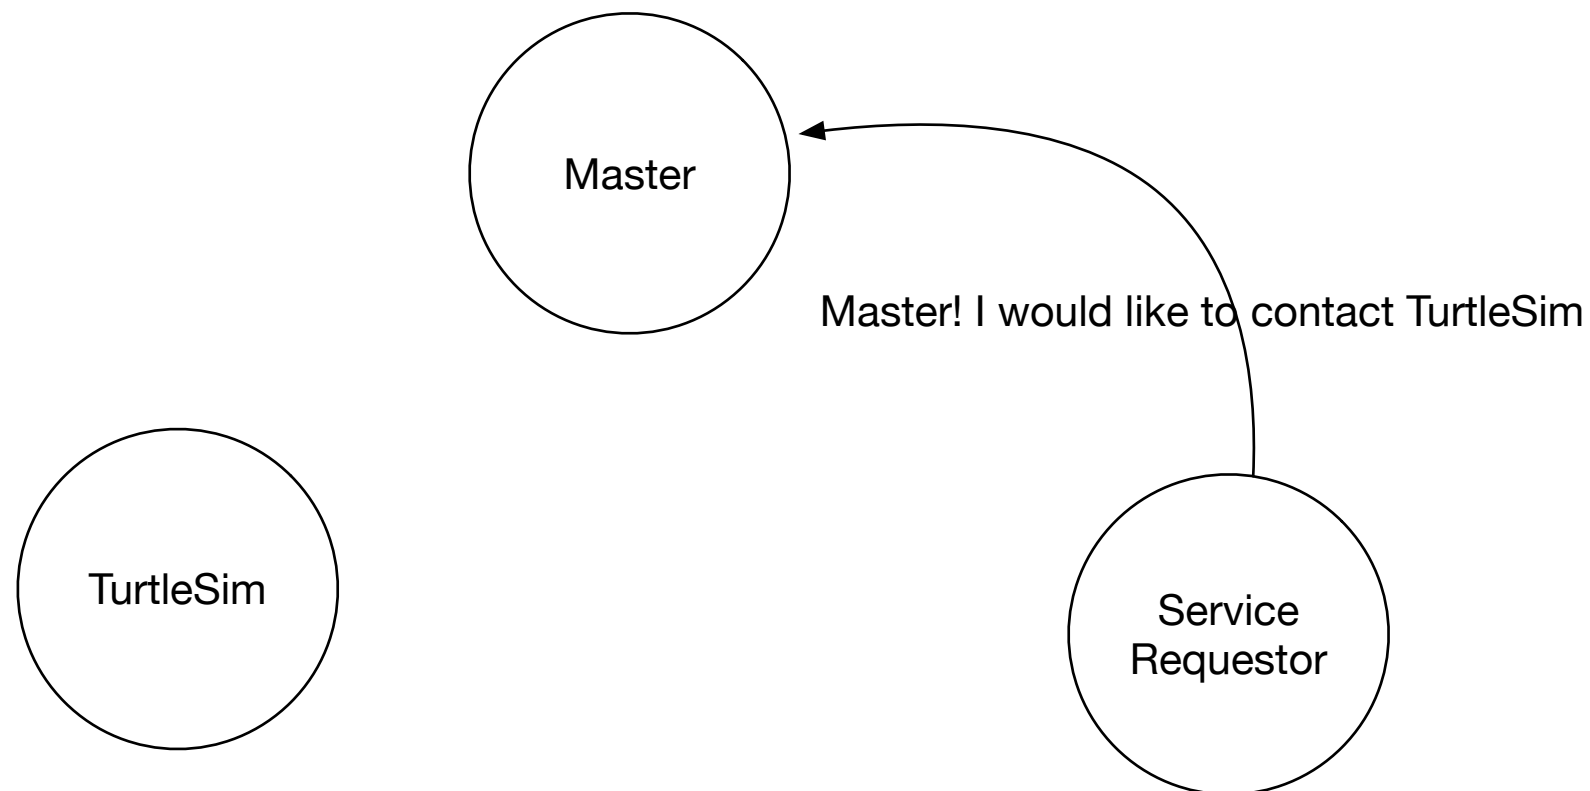 Master
Master! I would like to contact TurtleSim
TurtleSim
Service
Requestor